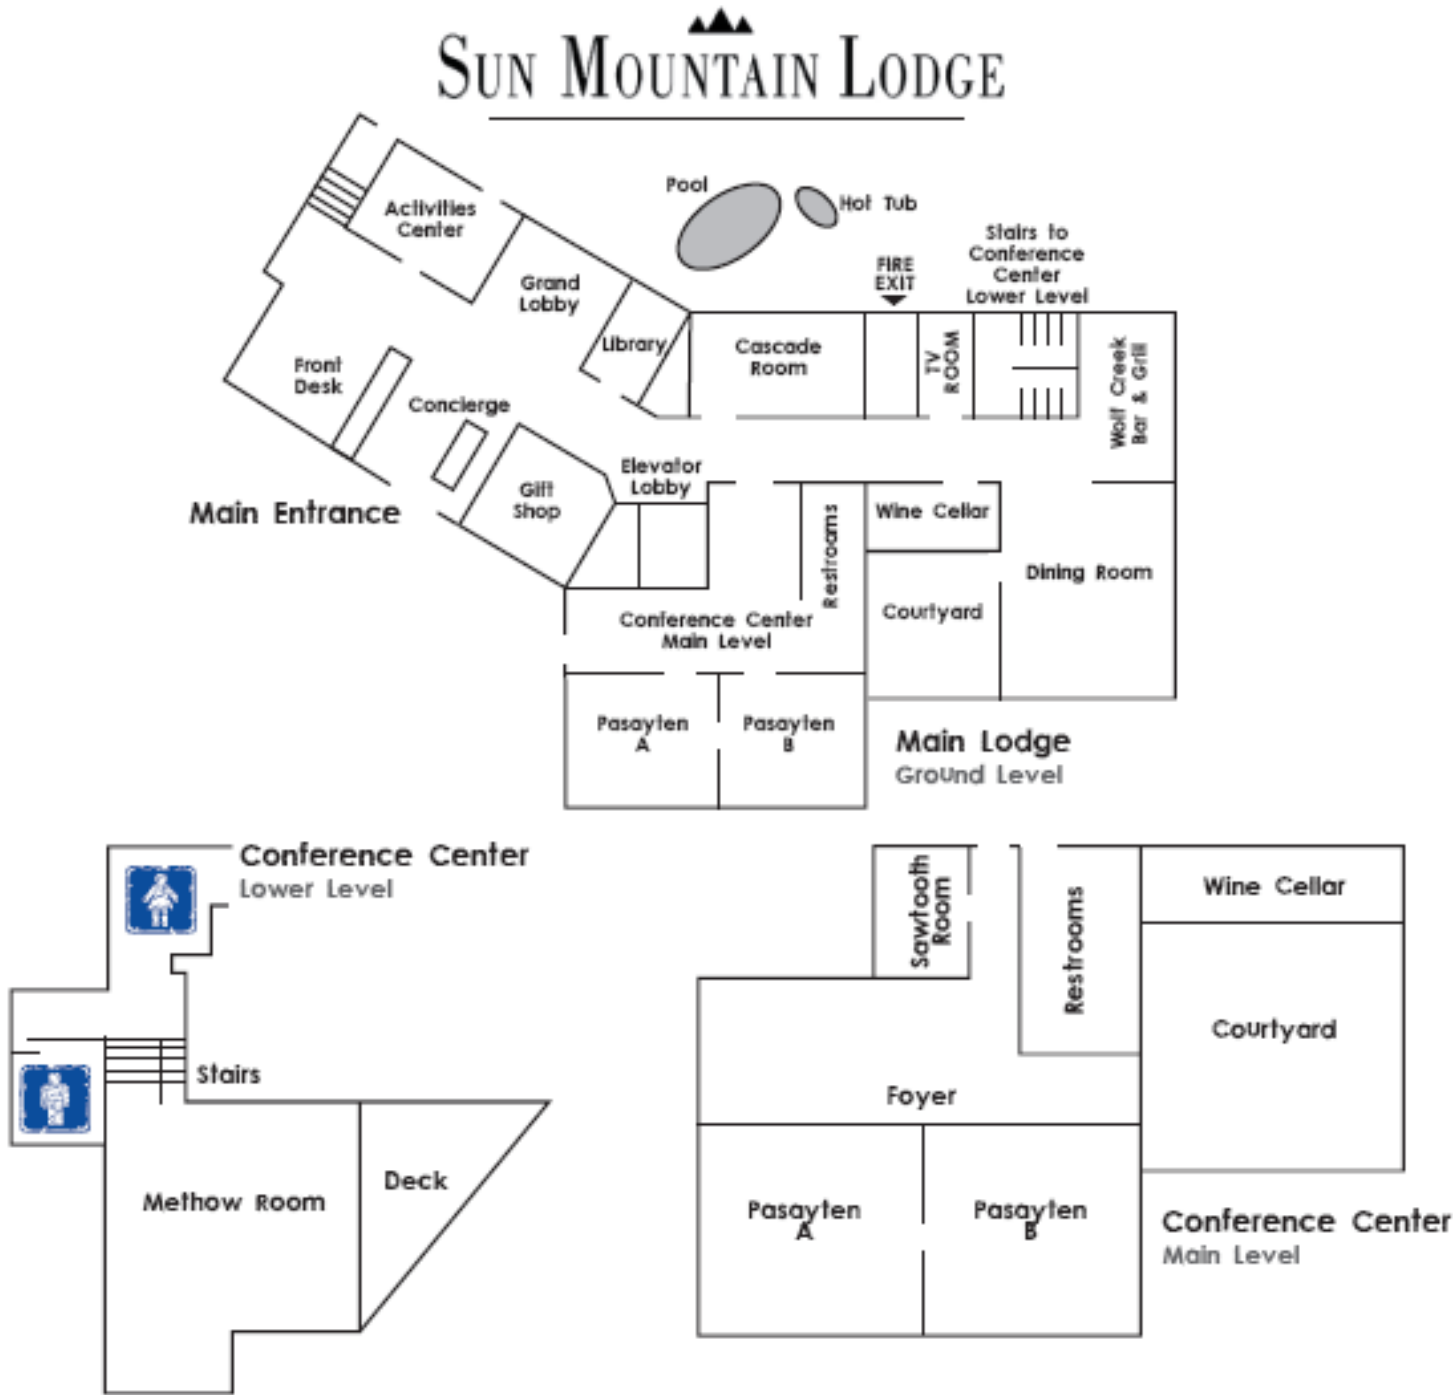 SUN MOUNTAIN LODGE
Pool
Hot Tub
Activities
Center
Stairs to
Conference
Center
Lower Level
FIRE
EXIT
Grand
Lobby
Library
Cascade
Room
TV
ROOM
Wolf Creek
Bar & Grill
Front
Desk
Concierge
Elevator
Lobby
Gift
Shop
Main Entrance
Restrooms
Wine Cellar
Dining Room
Courtyard
Conference Center
Main Level
Pasayten
A
Pasayten
B
Main Lodge
Ground Level
Conference Center
Lower Level
Stairs
Methow Room
Deck
Sawtooth
Room
Restrooms
Wine Cellar
Courtyard
Foyer
Pasayten
A
Pasayten
B
Conference Center
Main Level